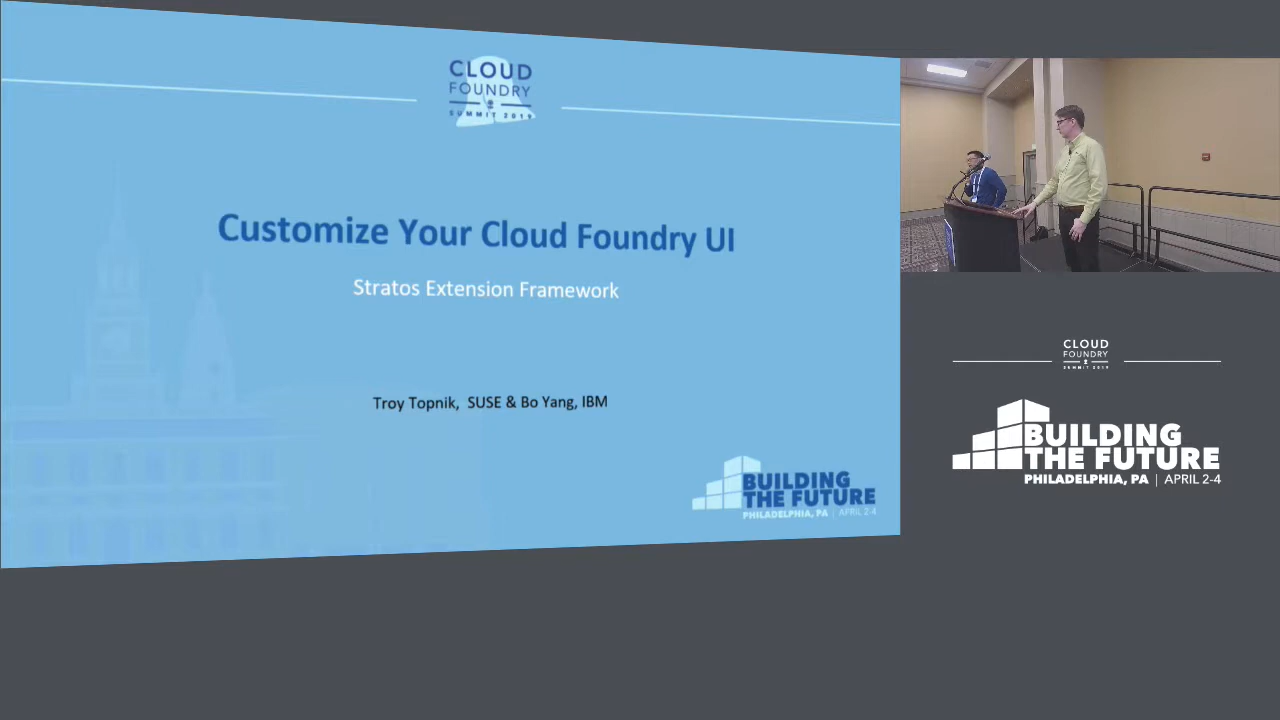 CLOUD
FOUNDRY
SUMMIT 2019
Customize Your Cloud Foundry UI
Stratos Extension Framework
Troy Topnik, SUSE & Bo Yang, IBM
BUILDING
THE FUTURE
PHILADELPHIA, PA | APRIL 2-4
CLOUD
FOUNDRY
SUMMIT 2019
BUILDING
THE FUTURE
PHILADELPHIA, PA | APRIL 2-4